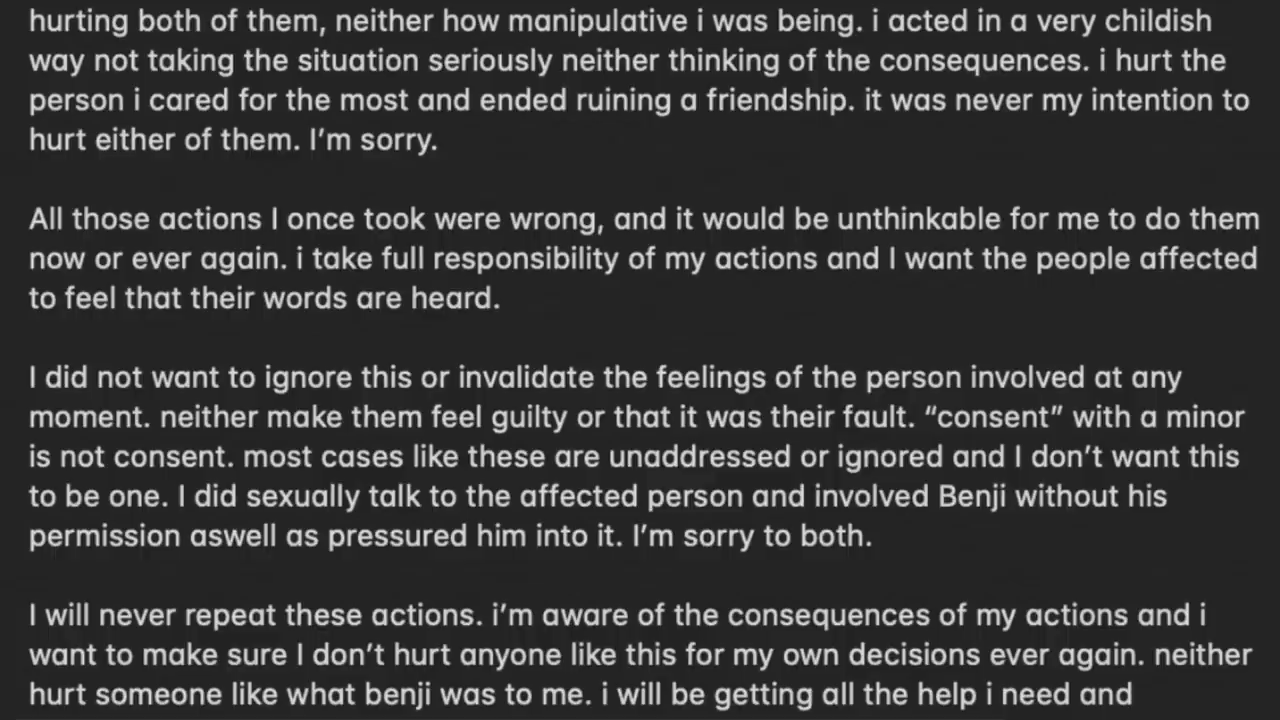 hurting both of them, neither how manipulative i was being. i acted in a very childish
way not taking the situation seriously neither thinking of the consequences. i hurt the
person i cared for the most and ended ruining a friendship. it was never my intention to
hurt either of them. I’m sorry.
All those actions I once took were wrong, and it would be unthinkable for me to do them
now or ever again. i take full responsibility of my actions and I want the people affected
to feel that their words are heard.
I did not want to ignore this or invalidate the feelings of the person involved at any
moment. neither make them feel guilty or that it was their fault. “consent” with a minor
is not consent. most cases like these are unaddressed or ignored and I don’t want this
to be one. I did sexually talk to the affected person and involved Benji without his
permission aswell as pressured him into it. I’m sorry to both.
I will never repeat these actions. i’m aware of the consequences of my actions and i
want to make sure I don’t hurt anyone like this for my own decisions ever again. neither
hurt someone like what benji was to me. i will be getting all the help i need and